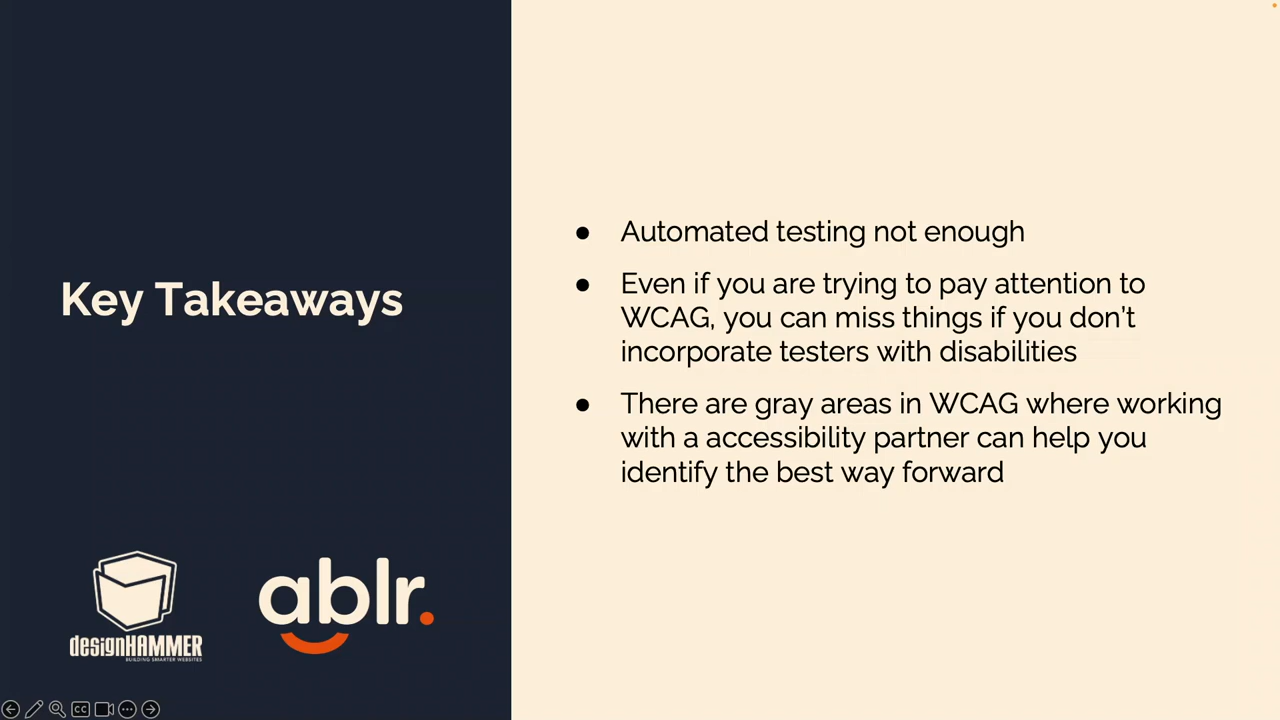 Key Takeaways
● Automated testing not enough
● Even if you are trying to pay attention to
WCAG, you can miss things if you don’t
incorporate testers with disabilities
● There are gray areas in WCAG where working
with a accessibility partner can help you
identify the best way forward
designHAMMER
BUILDING SMARTER WEBSITES
ablr.
CC